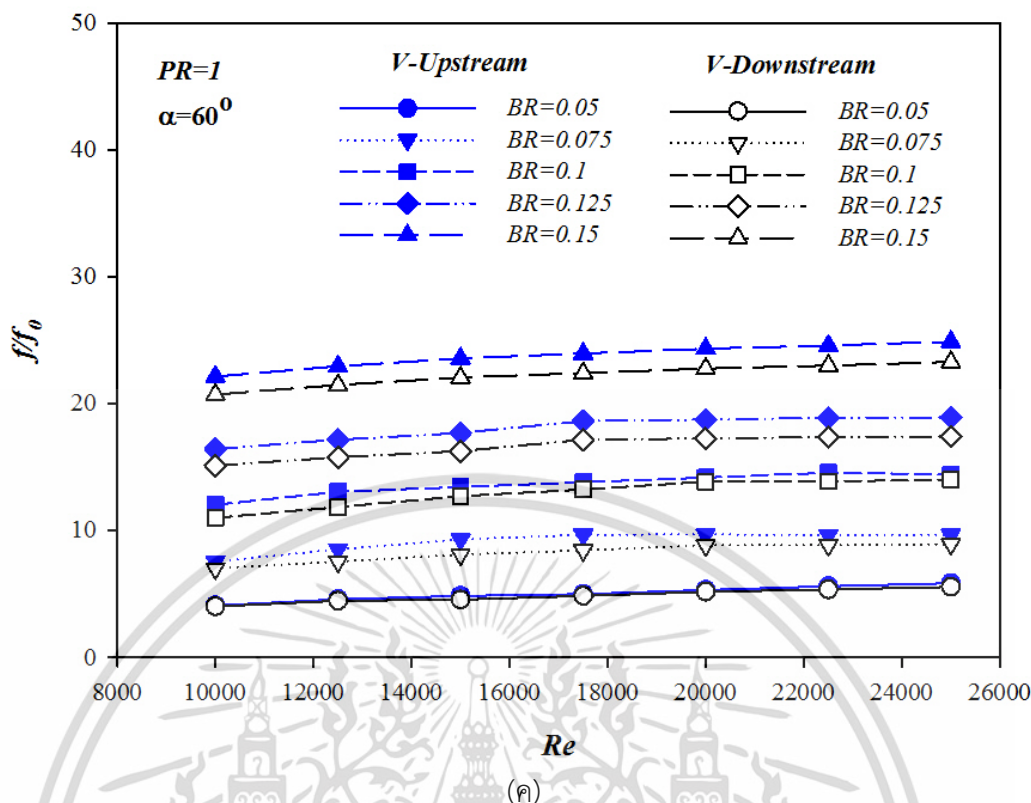 50
40
30
20
10
0
f/f0
PR=1
α=60⁰
V-Upstream
BR=0.05
BR=0.075
BR=0.1
BR=0.125
BR=0.15
V-Downstream
BR=0.05
BR=0.075
BR=0.1
BR=0.125
BR=0.15
8000 10000 12000 14000 16000 18000 20000 22000 24000 26000
Re
(ค)